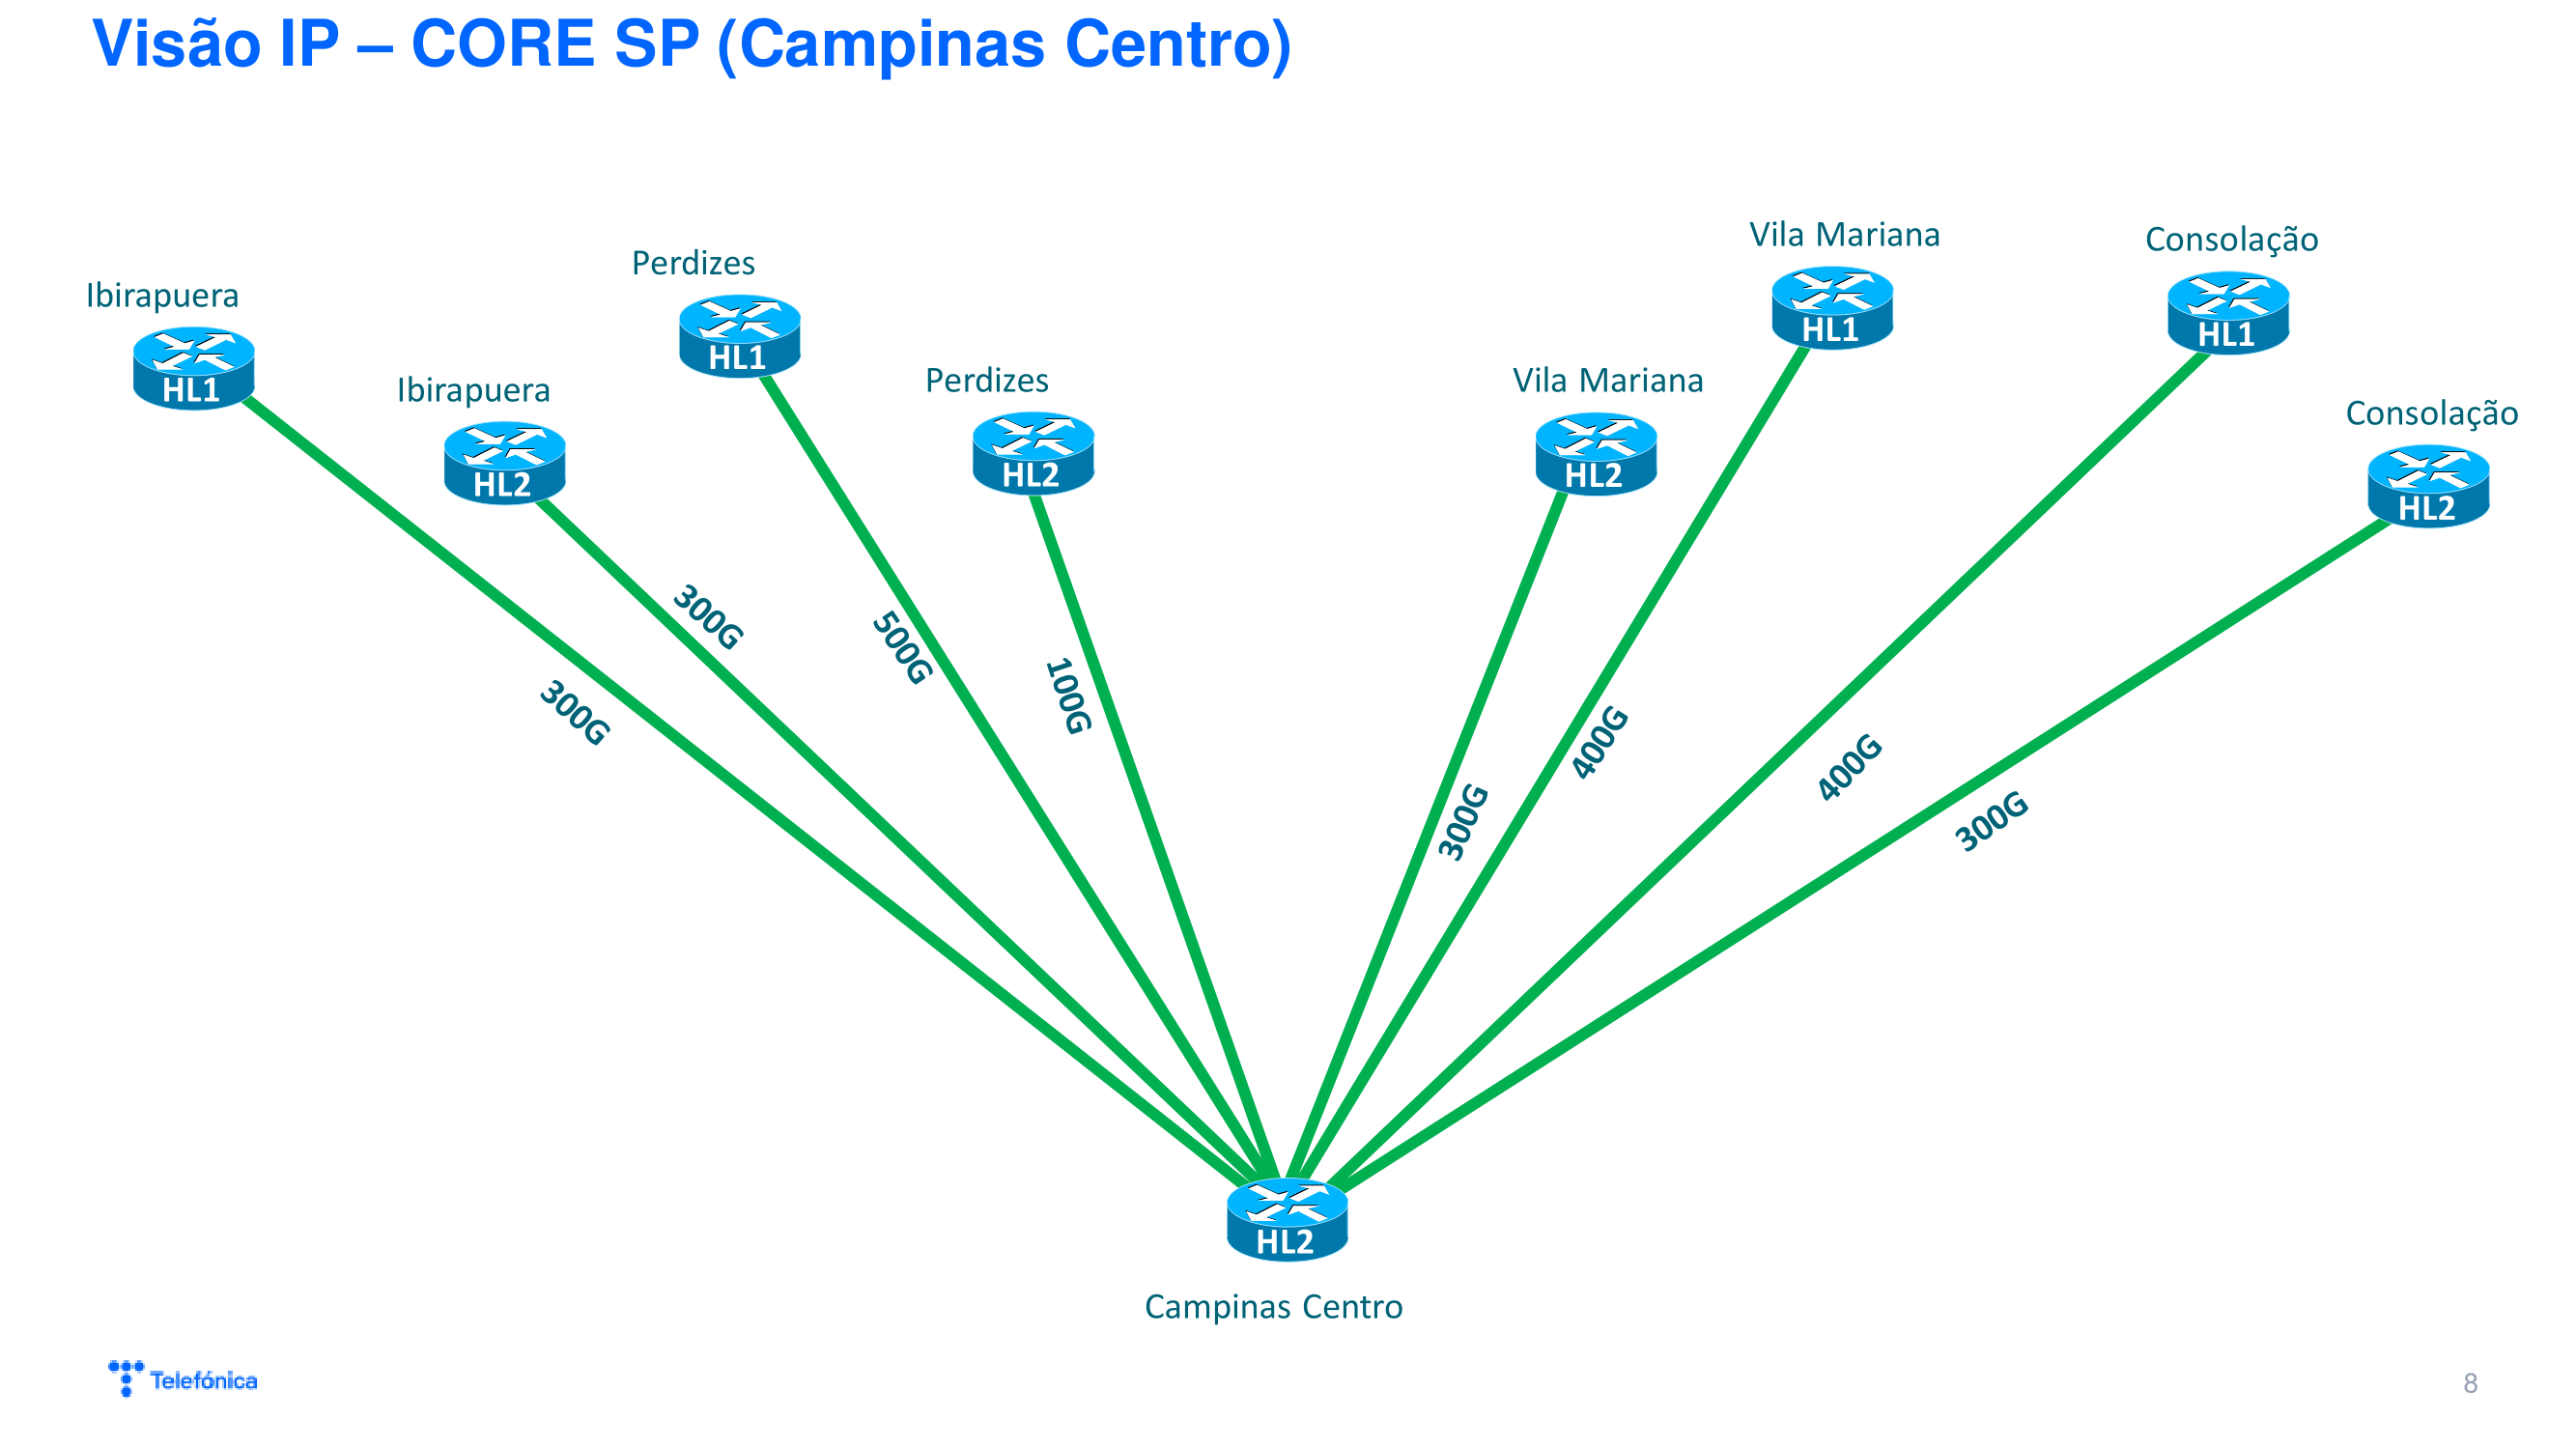 Visão IP – CORE SP (Campinas Centro)
Vila Mariana
Consolação
Perdizes
Ibirapuera
HL1
HL1
HL1
HL1
Ibirapuera
Perdizes
Vila Mariana
Consolação
HL2
HL2
HL2
HL2
300G
300G
500G
100G
300G
400G
400G
300G
HL2
Campinas Centro
Telefónica
8